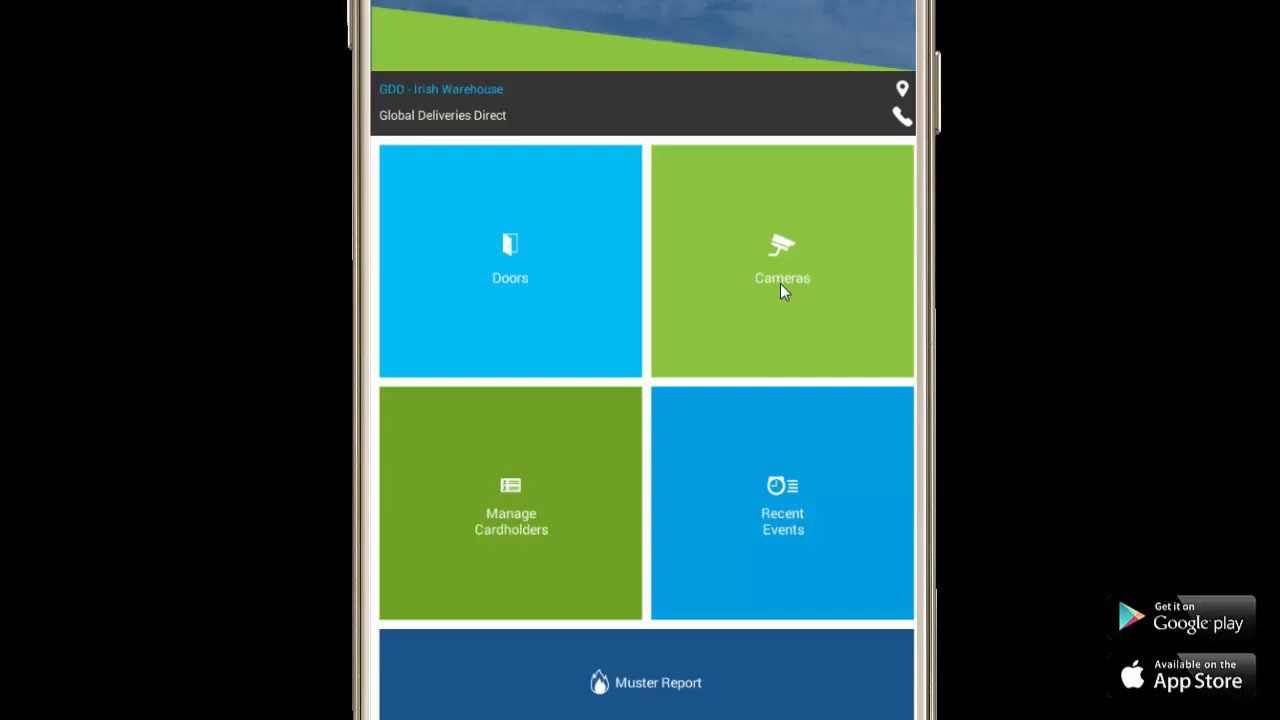 GDD - Irish Warehouse
Global Deliveries Direct
Doors
Cameras
Manage
Cardholders
Recent
Events
Muster Report
Get it on
Google play
Available on the
App Store